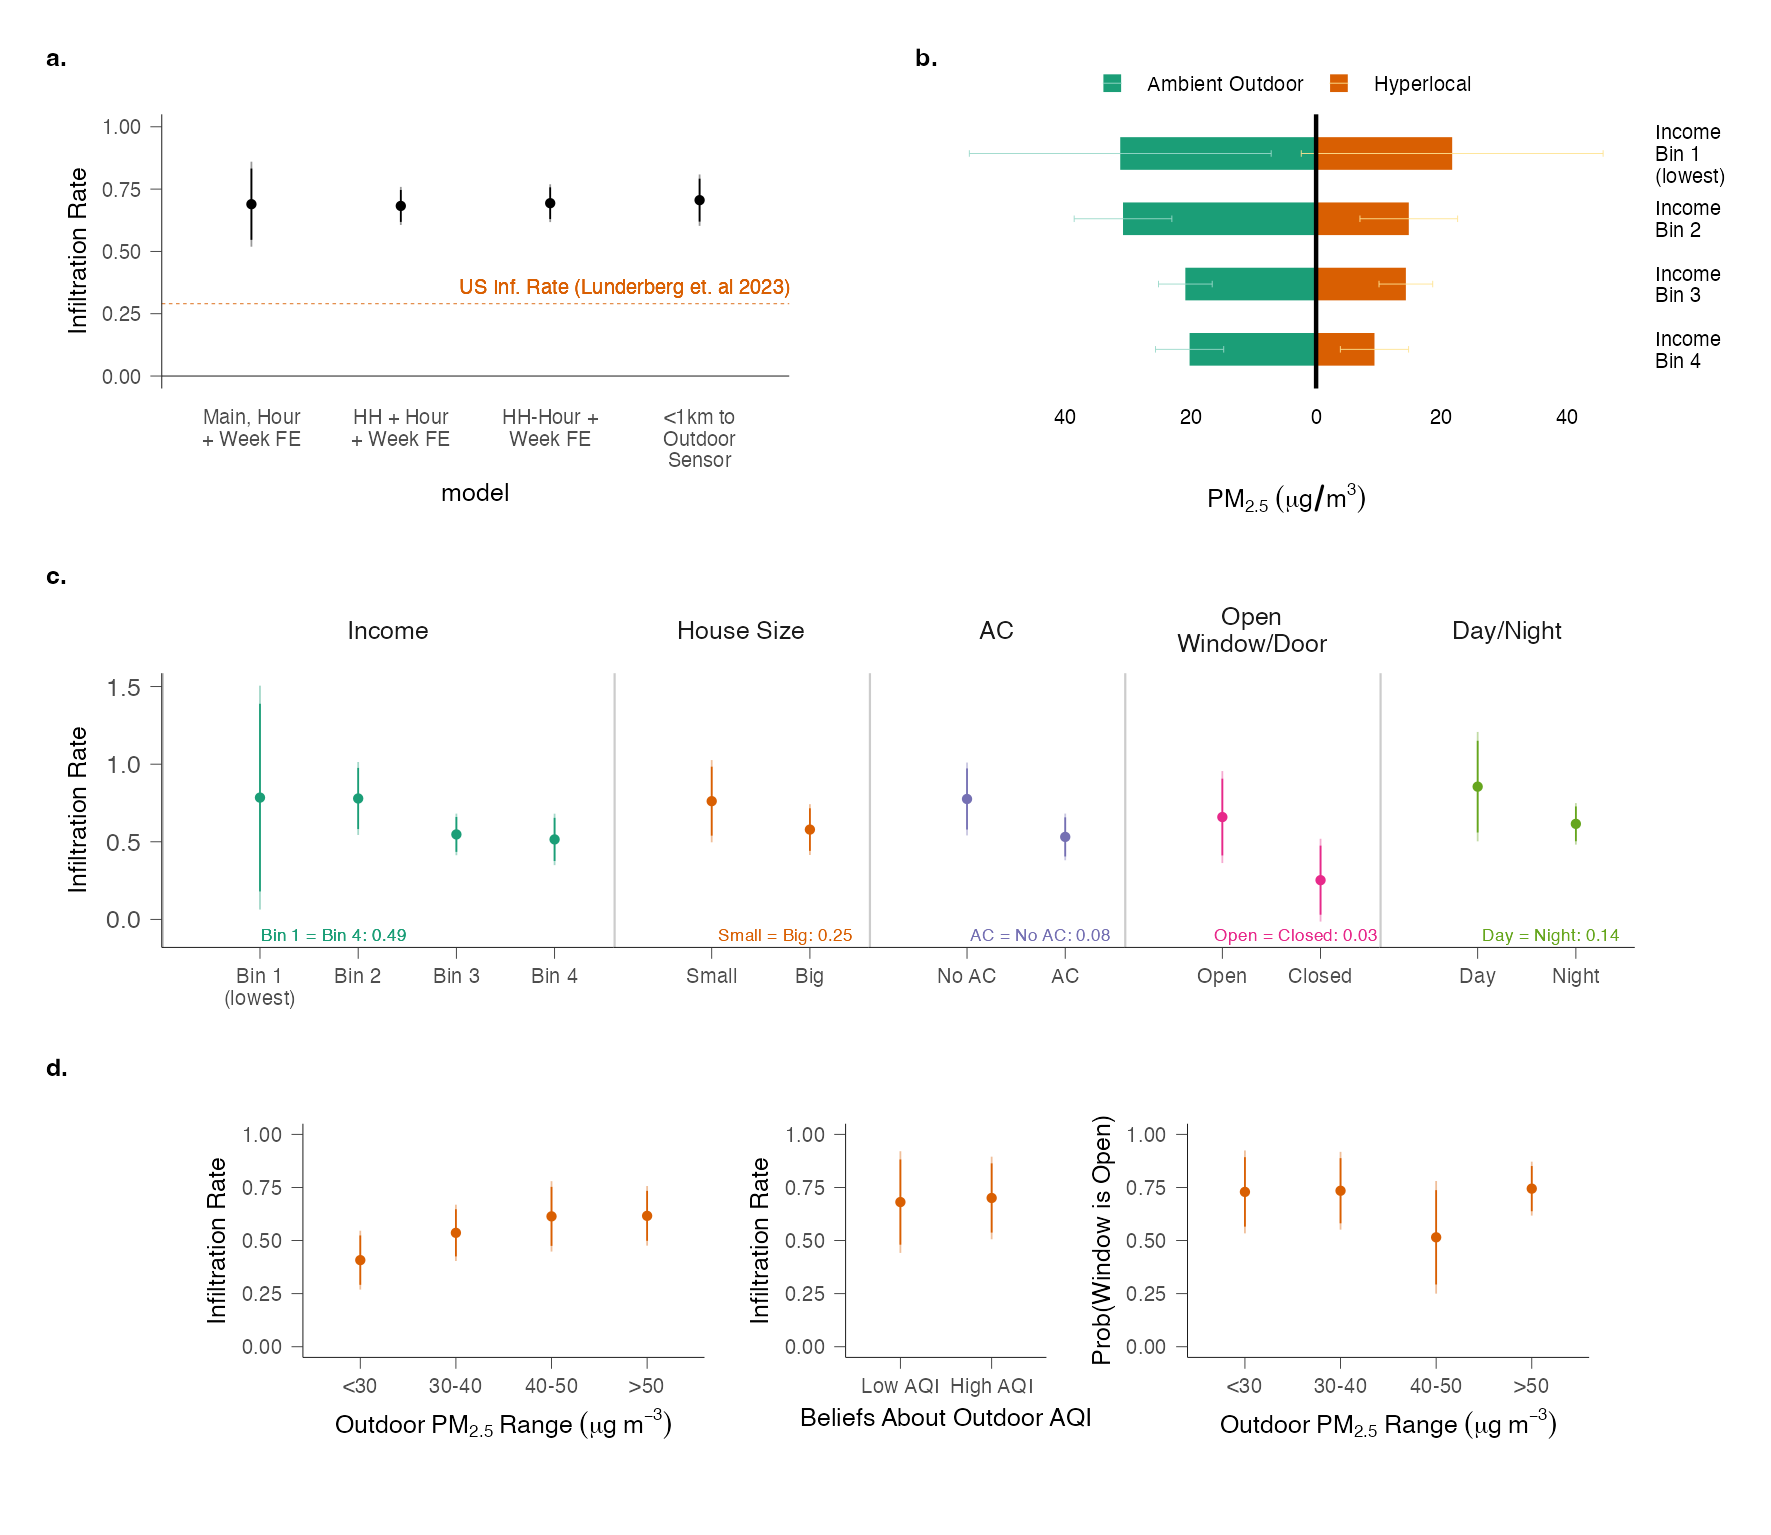 a.
1.00
0.75
0.50
0.25
0.00
Infiltration Rate
US Inf. Rate (Lunderberg et. al 2023)
Main, Hour
+ Week FE
HH + Hour
+ Week FE
HH-Hour +
Week FE
<1km to
Outdoor
Sensor
model
b.
Ambient Outdoor
Hyperlocal
Income
Bin 1
(lowest)
Income
Bin 2
Income
Bin 3
Income
Bin 4
40 20 0 20 40
PM2.5 (μg/m³)
c.
Income
House Size
AC
Open
Window/Door
Day/Night
1.5
1.0
0.5
0.0
Infiltration Rate
Bin 1 = Bin 4: 0.49
Small = Big: 0.25
AC = No AC: 0.08
Open = Closed: 0.03
Day = Night: 0.14
Bin 1
(lowest)
Bin 2
Bin 3
Bin 4
Small
Big
No AC
AC
Open
Closed
Day
Night
d.
1.00
0.75
0.50
0.25
0.00
Infiltration Rate
<30 30-40 40-50 >50
Outdoor PM2.5 Range (μg m⁻³)
1.00
0.75
0.50
0.25
0.00
Infiltration Rate
Low AQI High AQI
Beliefs About Outdoor AQI
1.00
0.75
0.50
0.25
0.00
Prob(Window is Open)
<30 30-40 40-50 >50
Outdoor PM2.5 Range (μg m⁻³)